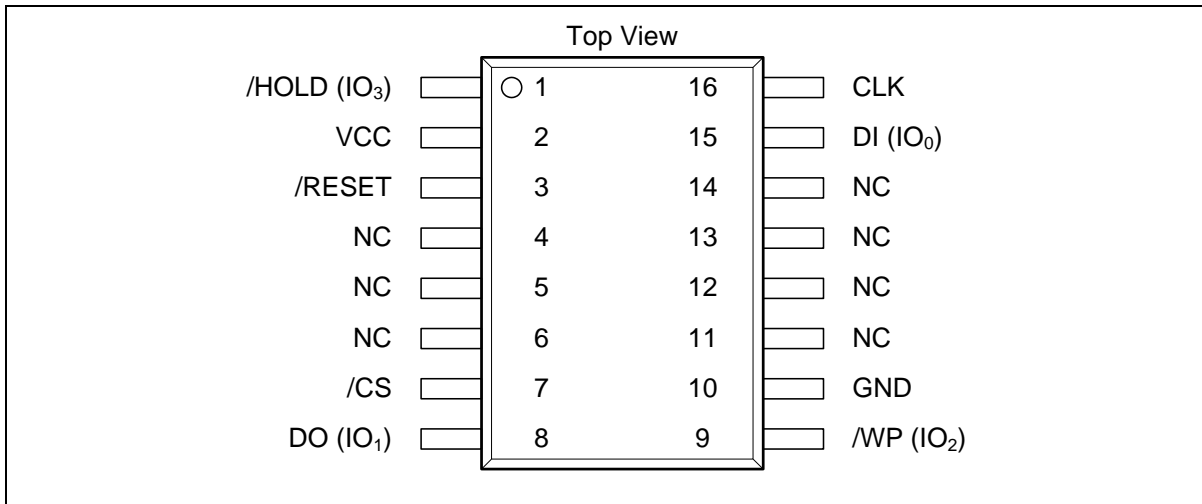 Top View
/HOLD (IO₃) 1 16 CLK
VCC 2 15 DI (IO₀)
/RESET 3 14 NC
NC 4 13 NC
NC 5 12 NC
NC 6 11 NC
/CS 7 10 GND
DO (IO₁) 8 9 /WP (IO₂)